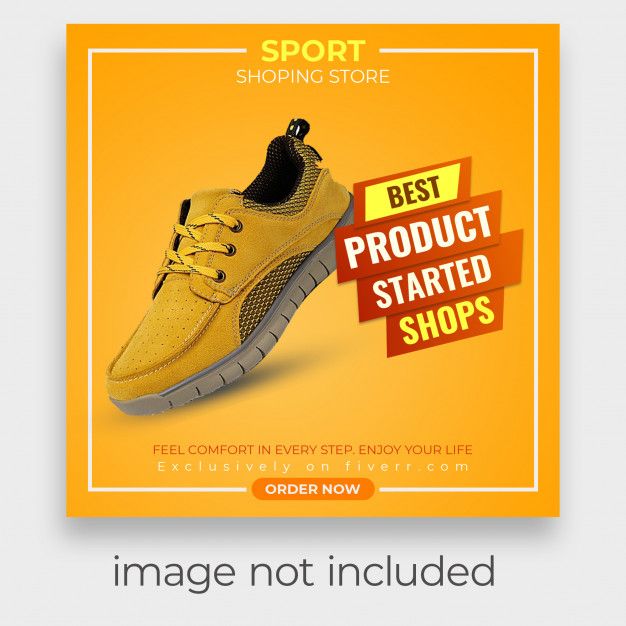 SPORT
SHOPING STORE
BEST
PRODUCT
STARTED
SHOPS
FEEL COMFORT IN EVERY STEP. ENJOY YOUR LIFE
Exclusively on fiverr.com
ORDER NOW
image not included